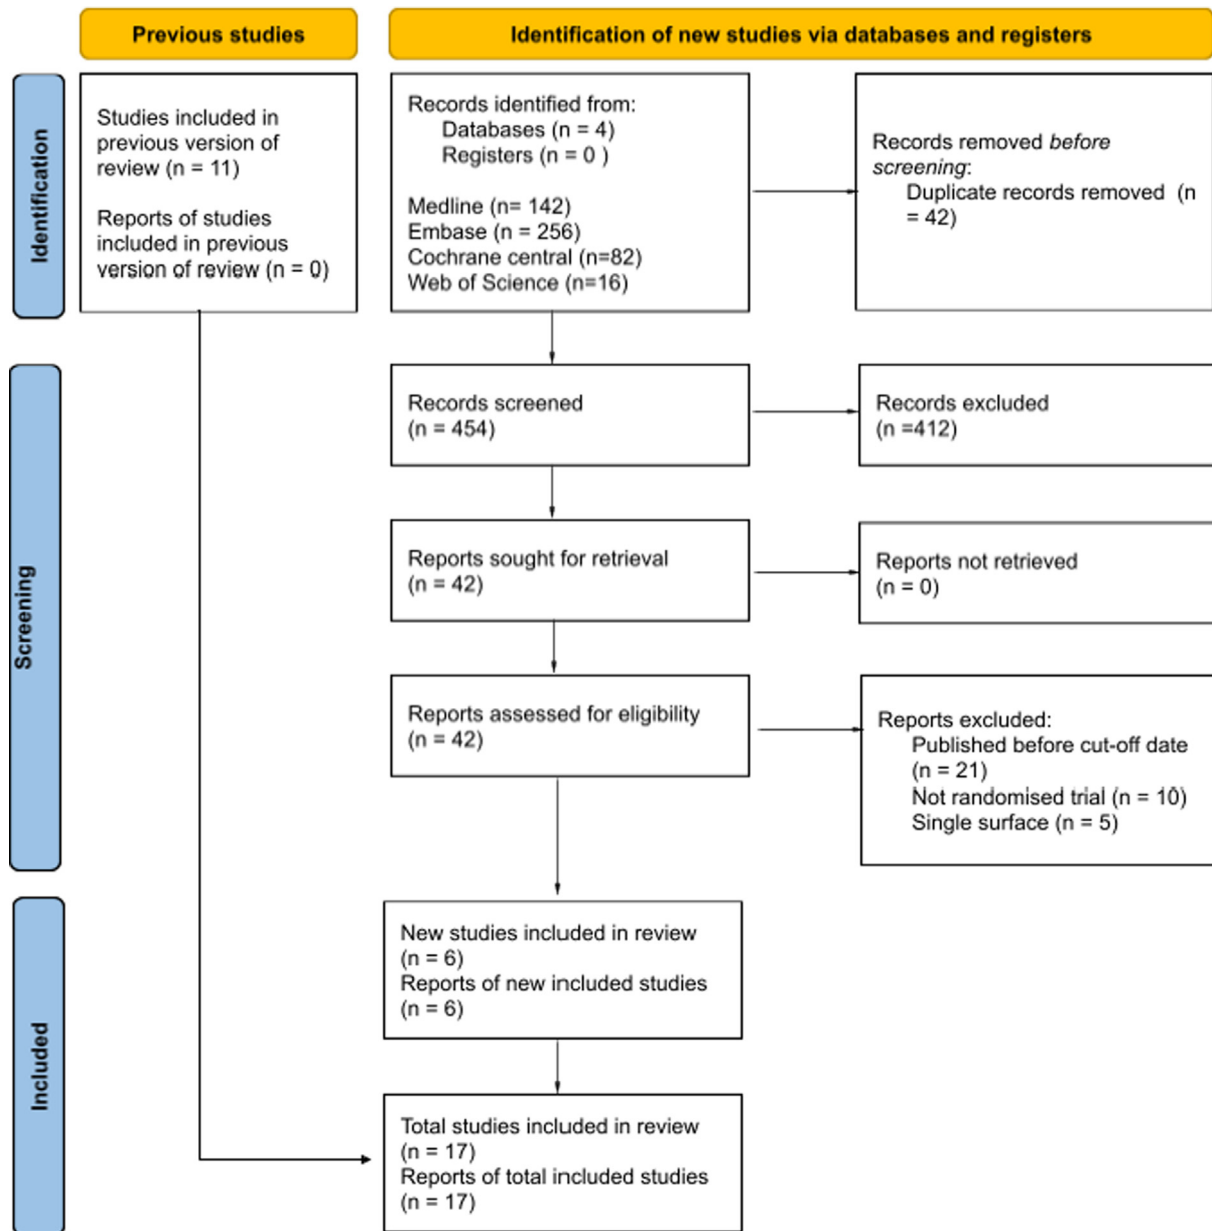 Previous studies
Identification of new studies via databases and registers
Identification
Studies included in
previous version of
review (n = 11)
Reports of studies
included in previous
version of review (n = 0)
Records identified from:
Databases (n = 4)
Registers (n = 0 )
Medline (n= 142)
Embase (n = 256)
Cochrane central (n=82)
Web of Science (n=16)
Records removed before
screening:
Duplicate records removed (n
= 42)
Screening
Records screened
(n = 454)
Records excluded
(n =412)
Reports sought for retrieval
(n = 42)
Reports not retrieved
(n = 0)
Reports assessed for eligibility
(n = 42)
Reports excluded:
Published before cut-off date
(n = 21)
Not randomised trial (n = 10)
Single surface (n = 5)
Included
New studies included in review
(n = 6)
Reports of new included studies
(n = 6)
Total studies included in review
(n = 17)
Reports of total included studies
(n = 17)